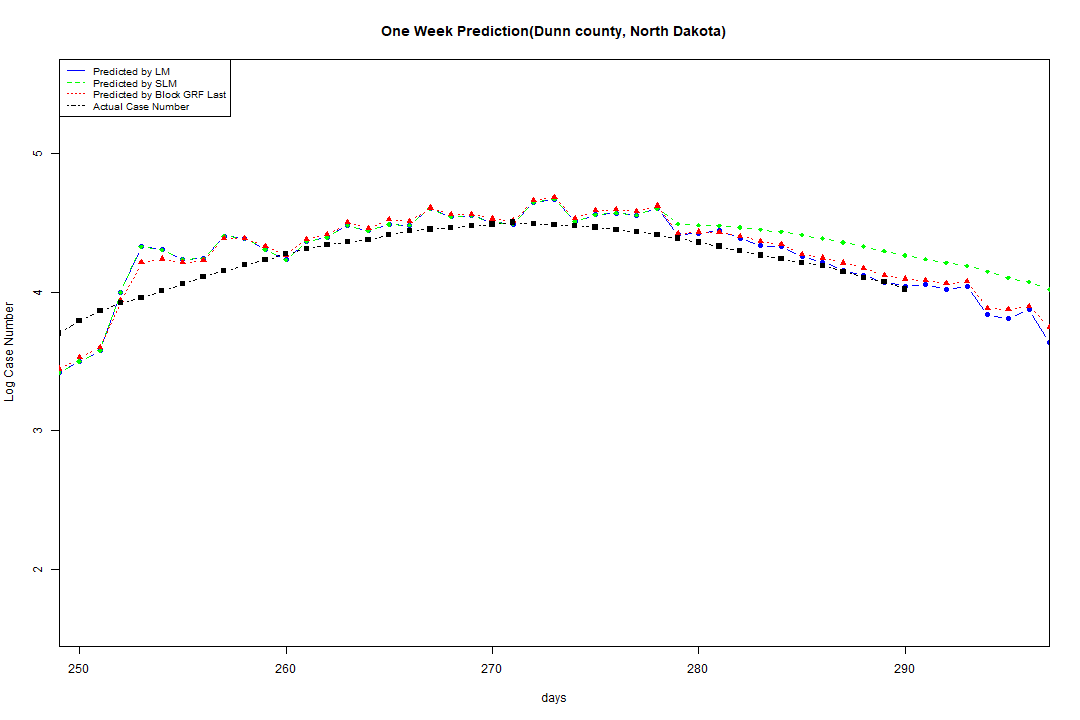 One Week Prediction(Dunn county, North Dakota)
Predicted by LM
Predicted by SLM
Predicted by Block GRF Last
Actual Case Number
5
4
3
2
Log Case Number
250 260 270 280 290
days